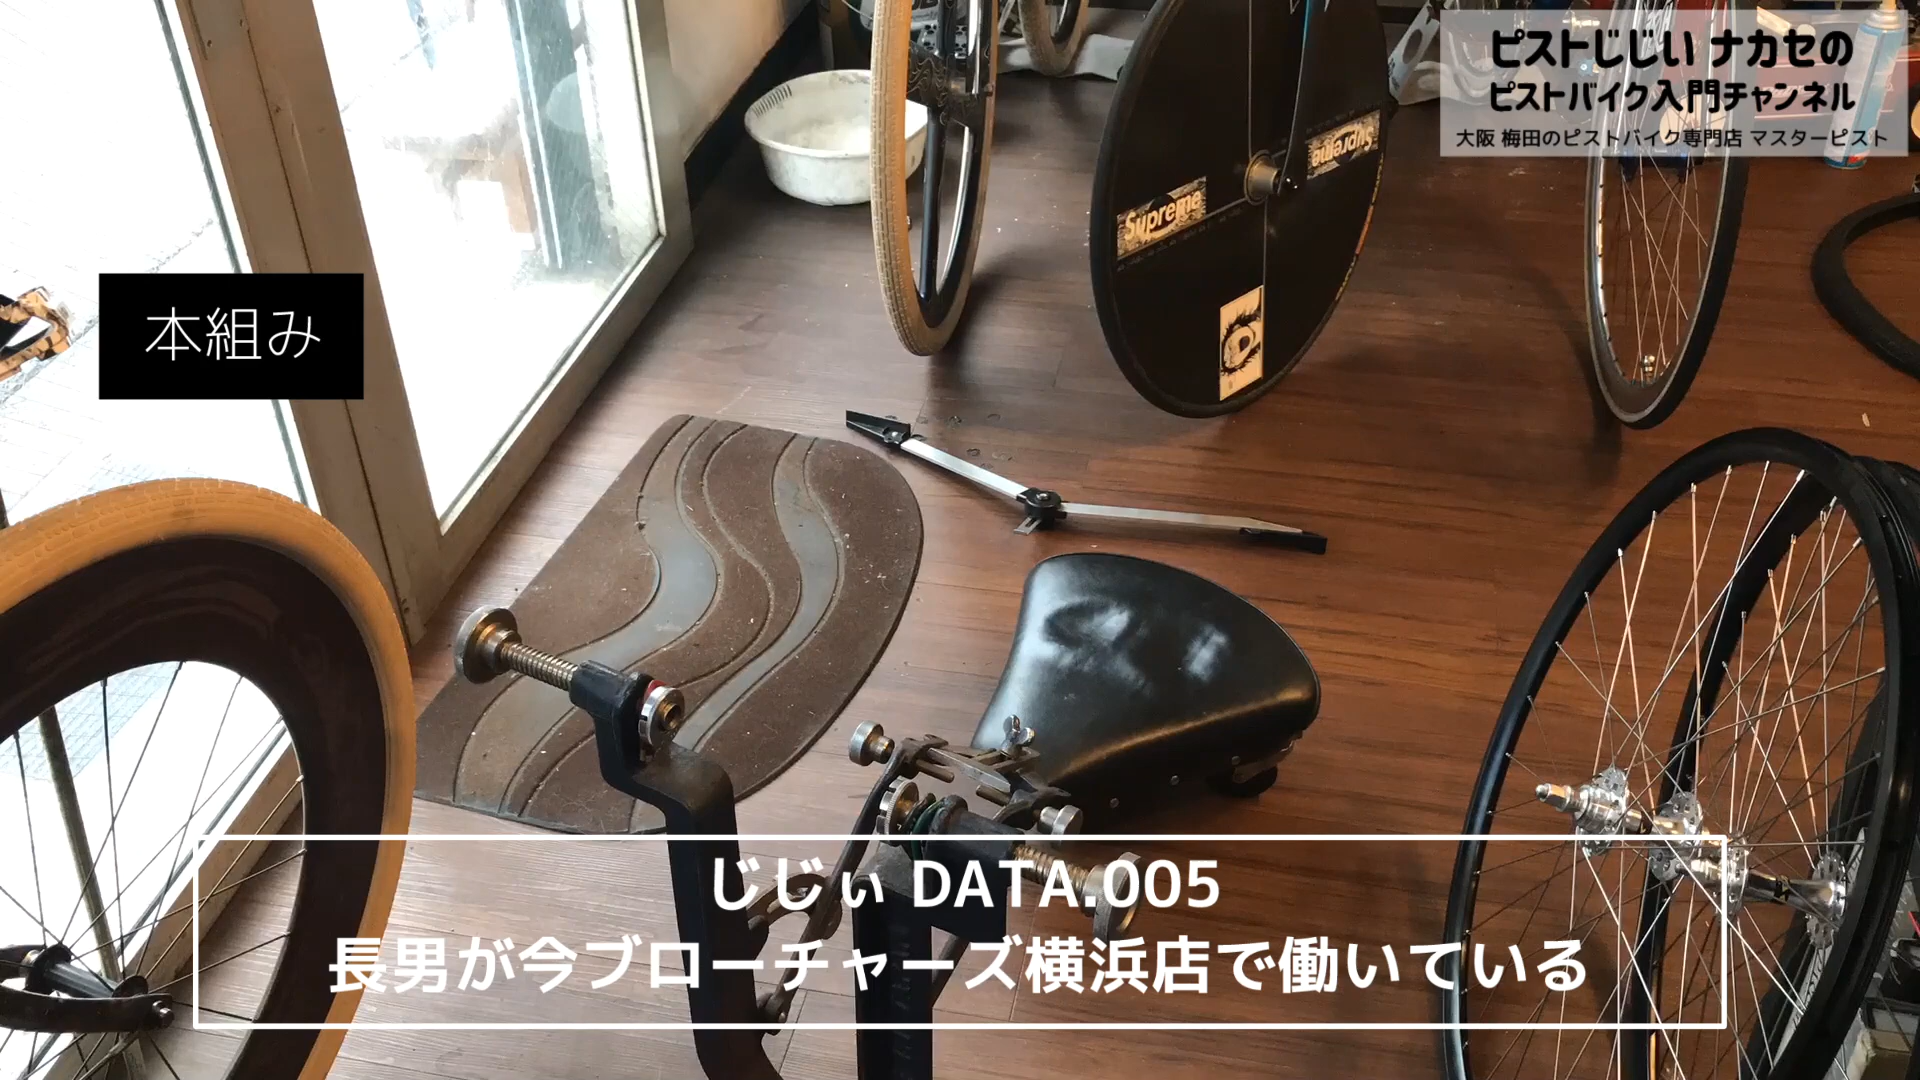 ピストじじい ナカセの
ピストバイク入門チャンネル
大阪 梅田のピストバイク専門店 マスターピスト
Supreme
Supreme
本組み
じじぃ DATA.005
長男が今ブローチャーズ横浜店で働いている